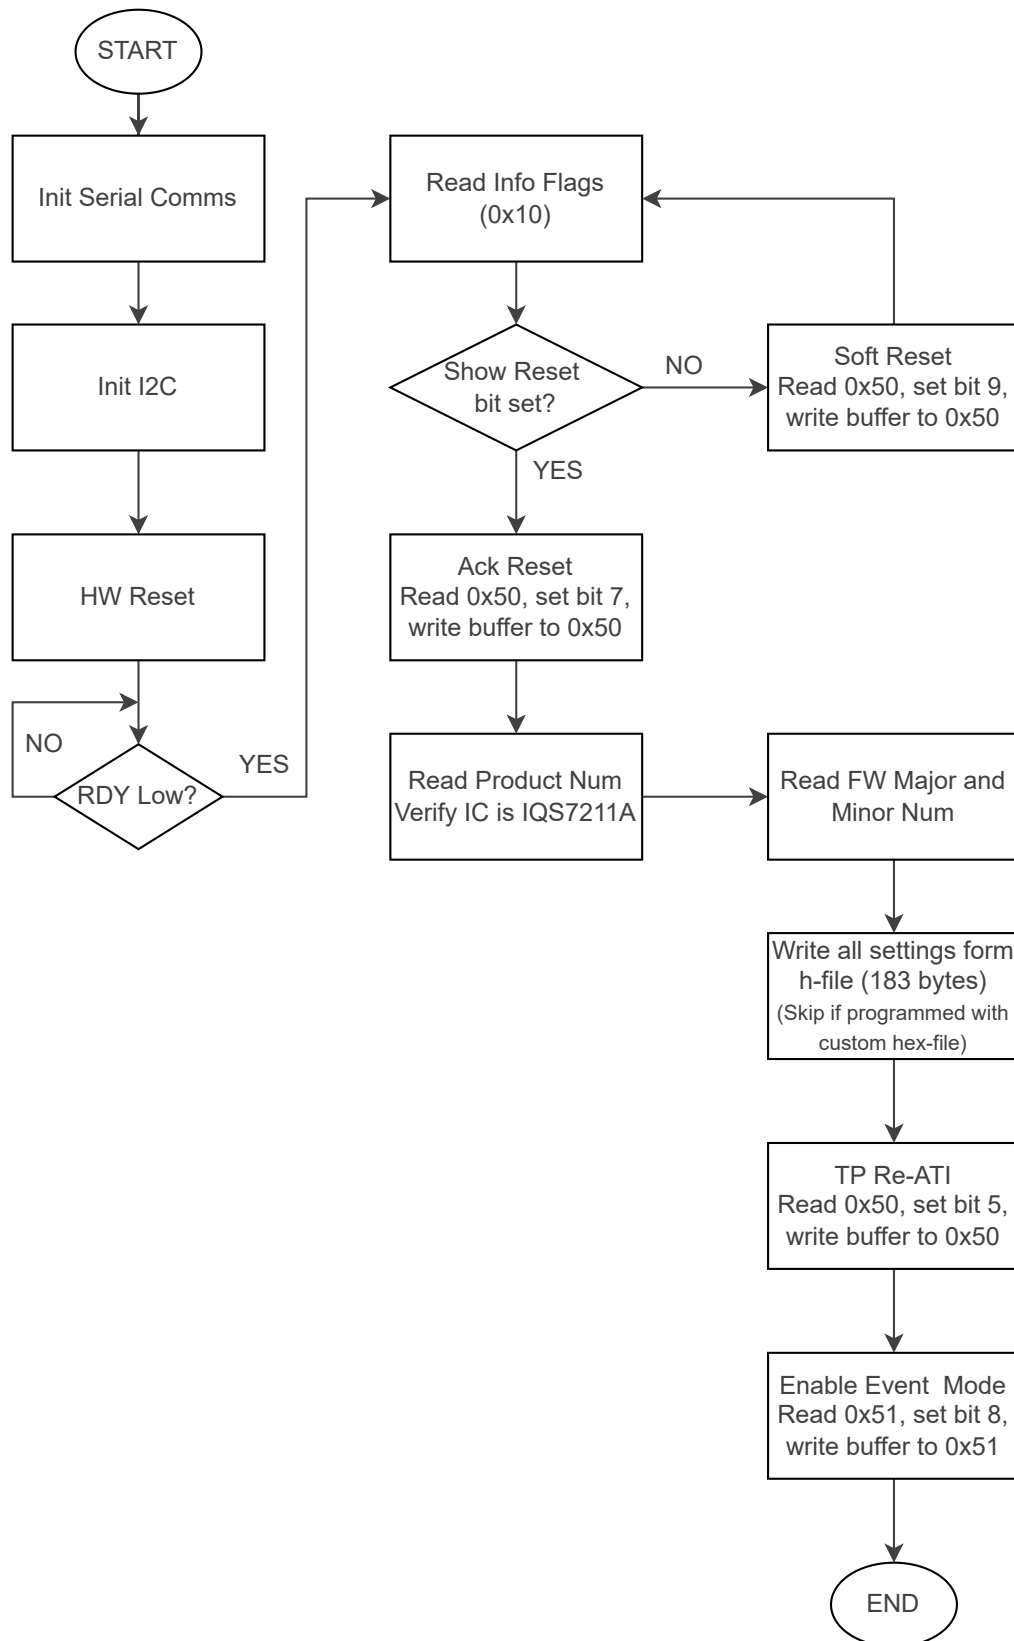 START
Init Serial Comms
Init I2C
HW Reset
NO
RDY Low?
YES
Read Info Flags
(0x10)
Show Reset
bit set?
NO
Soft Reset
Read 0x50, set bit 9,
write buffer to 0x50
YES
Ack Reset
Read 0x50, set bit 7,
write buffer to 0x50
Read Product Num
Verify IC is IQS7211A
Read FW Major and
Minor Num
Write all settings form
h-file (183 bytes)
(Skip if programmed with
custom hex-file)
TP Re-ATI
Read 0x50, set bit 5,
write buffer to 0x50
Enable Event  Mode
Read 0x51, set bit 8,
write buffer to 0x51
END